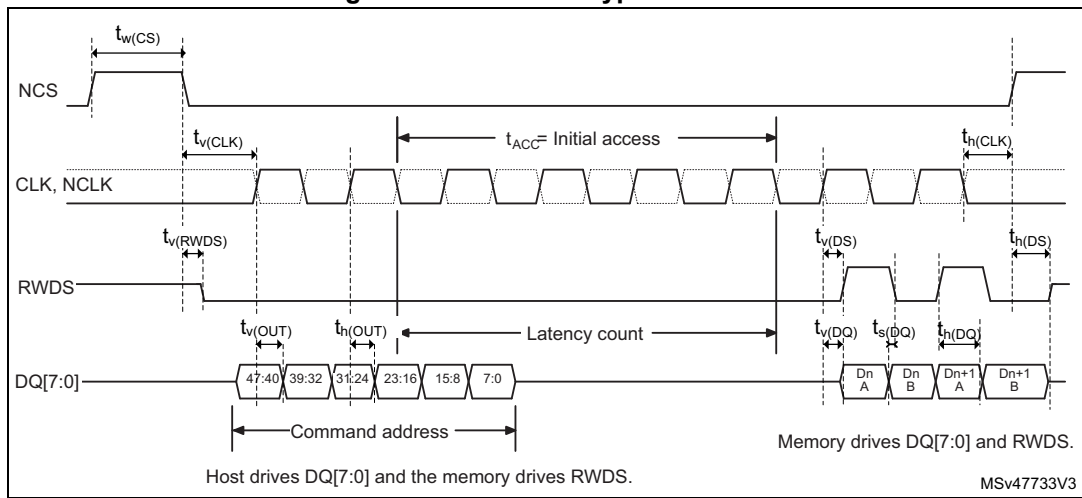 tw(CS)
NCS
tv(CLK)
tACC= Initial access
th(CLK)
CLK, NCLK
tv(RWDS)
tv(DS)
th(DS)
RWDS
tv(OUT)
th(OUT)
Latency count
tv(DQ)
ts(DQ)
th(DQ)
DQ[7:0]
47:40
39:32
31:24
23:16
15:8
7:0
Dn
A
Dn
B
Dn+1
A
Dn+1
B
Command address
Memory drives DQ[7:0] and RWDS.
Host drives DQ[7:0] and the memory drives RWDS.
MSv47733V3